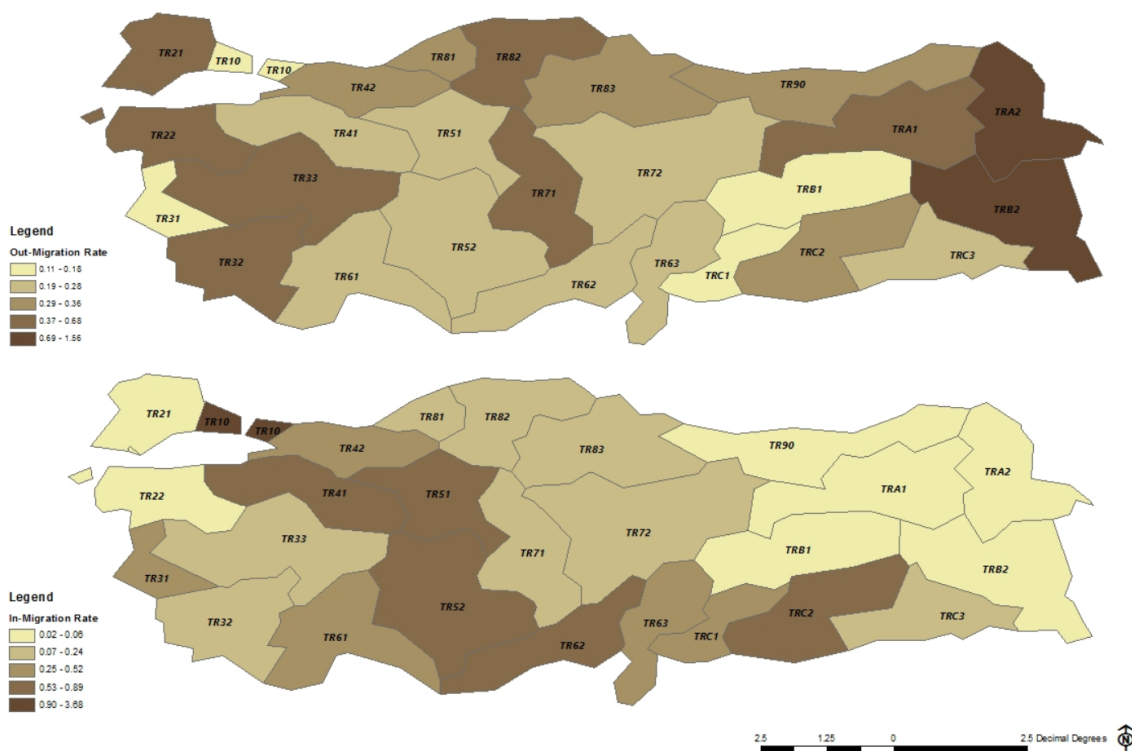 TR21
TR10
TR10
TR81
TR82
TR42
TR83
TR90
TRA2
TR22
TR41
TR51
TRA1
TR33
TR72
TR71
TRB1
TR31
TRB2
Legend
Out-Migration Rate
0.11 - 0.18
0.19 - 0.28
0.29 - 0.36
0.37 - 0.68
0.69 - 1.56
TR32
TR61
TR52
TR62
TR63
TRC1
TRC2
TRC3
TR21
TR10
TR10
TR81
TR82
TR42
TR83
TR90
TRA2
TR22
TR41
TR51
TRA1
TR33
TR72
TR71
TRB1
TR31
TRB2
Legend
In-Migration Rate
0.02 - 0.06
0.07 - 0.24
0.25 - 0.52
0.53 - 0.89
0.90 - 3.68
TR32
TR61
TR52
TR62
TR63
TRC1
TRC2
TRC3
2.5 1.25 0 2.5 Decimal Degrees
N